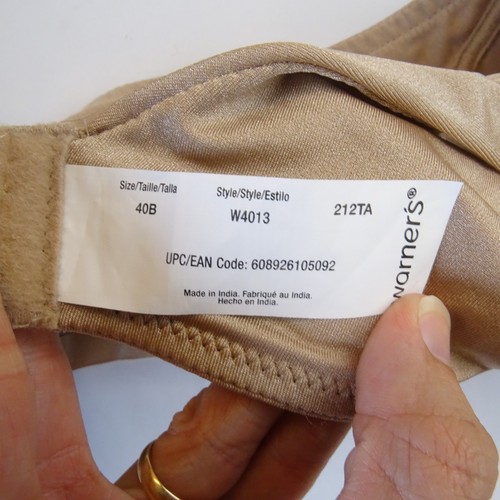 Size/Taille/Talla
40B
Style/Style/Estilo
W4013
212TA
UPC/EAN Code: 608926105092
Made in India. Fabriqué au India.
Hecho en India.
warner's®